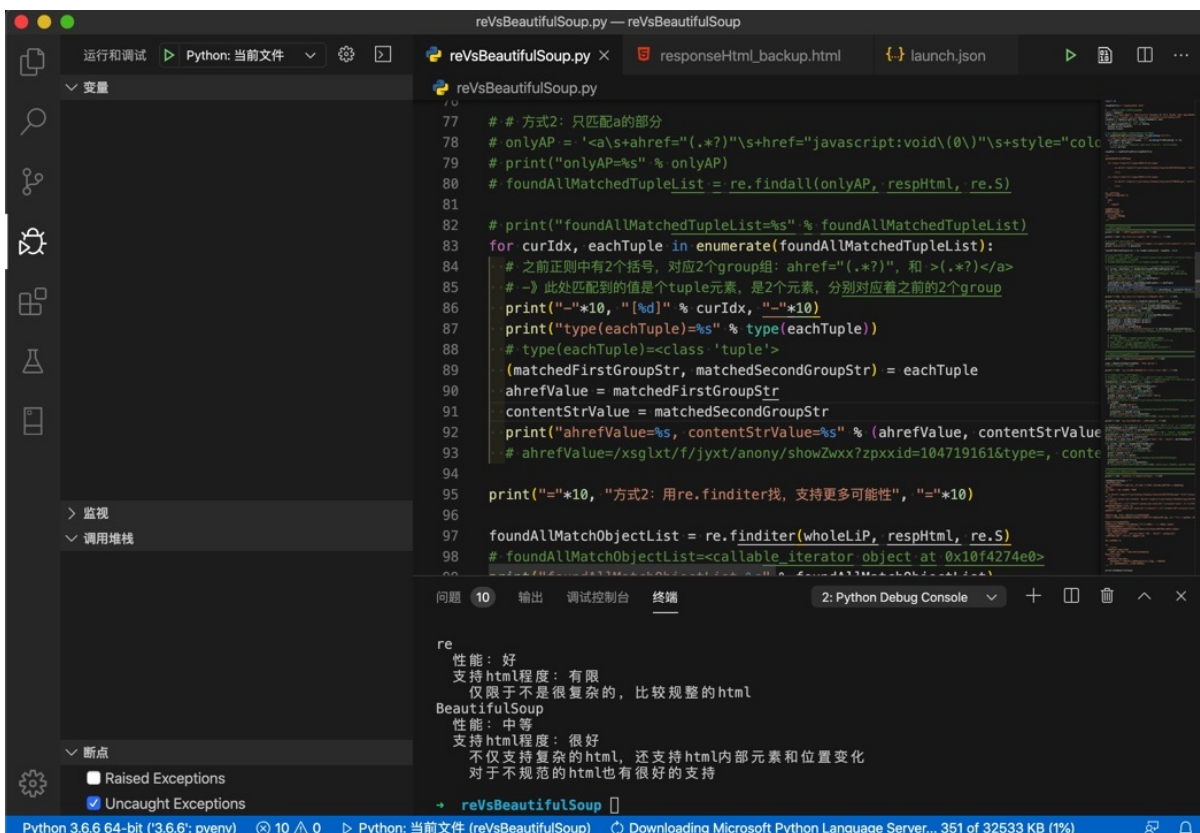 reVsBeautifulSoup.py — reVsBeautifulSoup
运行和调试 Python: 当前文件
reVsBeautifulSoup.py responseHtml_backup.html {..} launch.json
变量
reVsBeautifulSoup.py
77 # # 方式2: 只匹配a的部分
78 # onlyAP = '<a\s+ahref="(.*?)"\s+href="javascript:void\(0\)"\s+style="colo
79 # print("onlyAP=%s" % onlyAP)
80 # foundAllMatchedTupleList = re.findall(onlyAP, respHtml, re.S)
81
82 # print("foundAllMatchedTupleList=%s" % foundAllMatchedTupleList)
83 for curIdx, eachTuple in enumerate(foundAllMatchedTupleList):
84 # 之前正则中有2个括号, 对应2个group组: ahref="(.*?)", 和 >(.*?)</a>
85 # -》此处匹配到的值是个tuple元素, 是2个元素, 分别对应着之前的2个group
86 print("-"*10, "[%d]" % curIdx, "-"*10)
87 print("type(eachTuple)=%s" % type(eachTuple))
88 # type(eachTuple)=<class 'tuple'>
89 (matchedFirstGroupStr, matchedSecondGroupStr) = eachTuple
90 ahrefValue = matchedFirstGroupStr
91 contentStrValue = matchedSecondGroupStr
92 print("ahrefValue=%s, contentStrValue=%s" % (ahrefValue, contentStrValue
93 # ahrefValue=/xsglxt/f/jyxt/anony/showZwxx?zpxxid=104719161&type=, conte
94
95 print("="*10, "方式2: 用re.finditer找, 支持更多可能性", "="*10)
96
97 foundAllMatchObjectList = re.finditer(wholeLiP, respHtml, re.S)
98 # foundAllMatchObjectList=<callable_iterator object at 0x10f4274e0>
监视
调用堆栈
问题 10 输出 调试控制台 终端 2: Python Debug Console
re
性能: 好
支持html程度: 有限
仅限于不是很复杂的, 比较规整的html
BeautifulSoup
性能: 中等
支持html程度: 很好
不仅支持复杂的html, 还支持html内部元素和位置变化
对于不规范的html也有很好的支持
→ reVsBeautifulSoup
断点
Raised Exceptions
Uncaught Exceptions
Python 3.6.6 64-bit ('3.6.6': pyenv) 10 0 Python: 当前文件 (reVsBeautifulSoup) Downloading Microsoft Python Language Server... 351 of 32533 KB (1%)